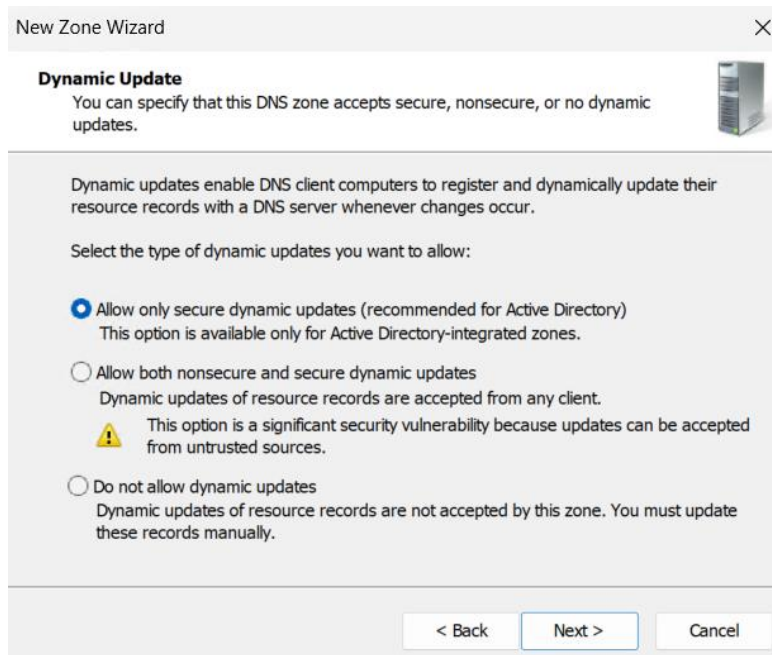 New Zone Wizard
Dynamic Update
You can specify that this DNS zone accepts secure, nonsecure, or no dynamic
updates.
Dynamic updates enable DNS client computers to register and dynamically update their
resource records with a DNS server whenever changes occur.
Select the type of dynamic updates you want to allow:
Allow only secure dynamic updates (recommended for Active Directory)
This option is available only for Active Directory-integrated zones.
Allow both nonsecure and secure dynamic updates
Dynamic updates of resource records are accepted from any client.
This option is a significant security vulnerability because updates can be accepted
from untrusted sources.
Do not allow dynamic updates
Dynamic updates of resource records are not accepted by this zone. You must update
these records manually.
< Back Next > Cancel